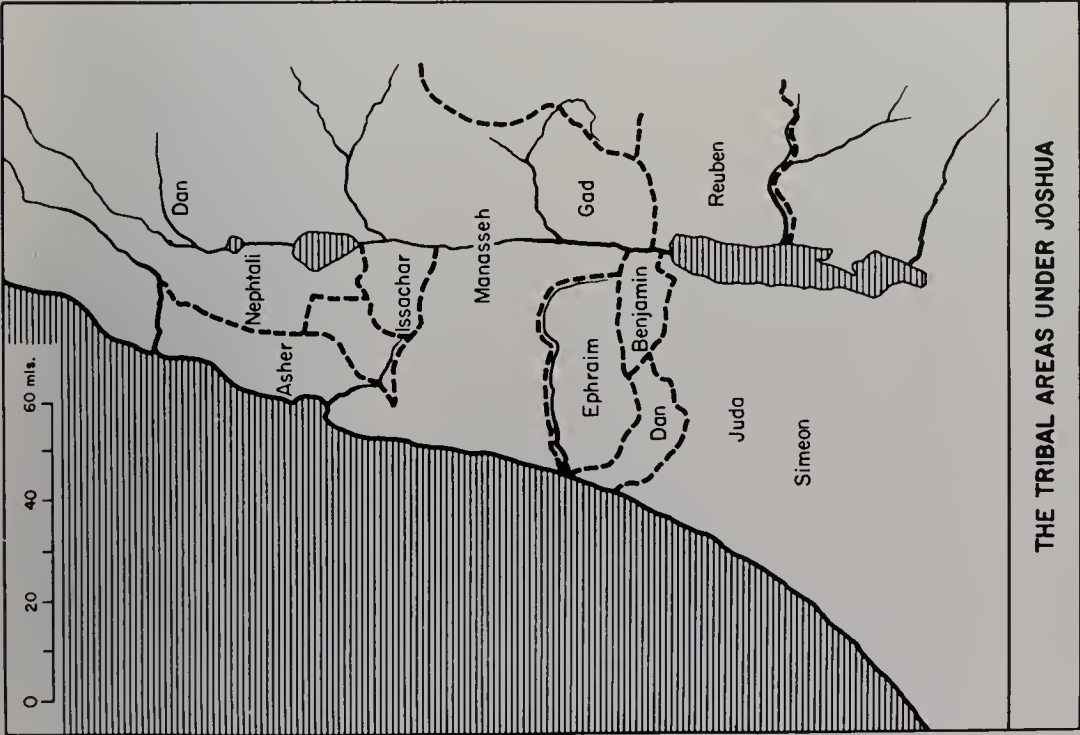 0 20 40 60 mls.
Dan
Nephtali
Asher
Issachar
Manasseh
Gad
Ephraim
Benjamin
Dan
Reuben
Juda
Simeon
THE TRIBAL AREAS UNDER JOSHUA